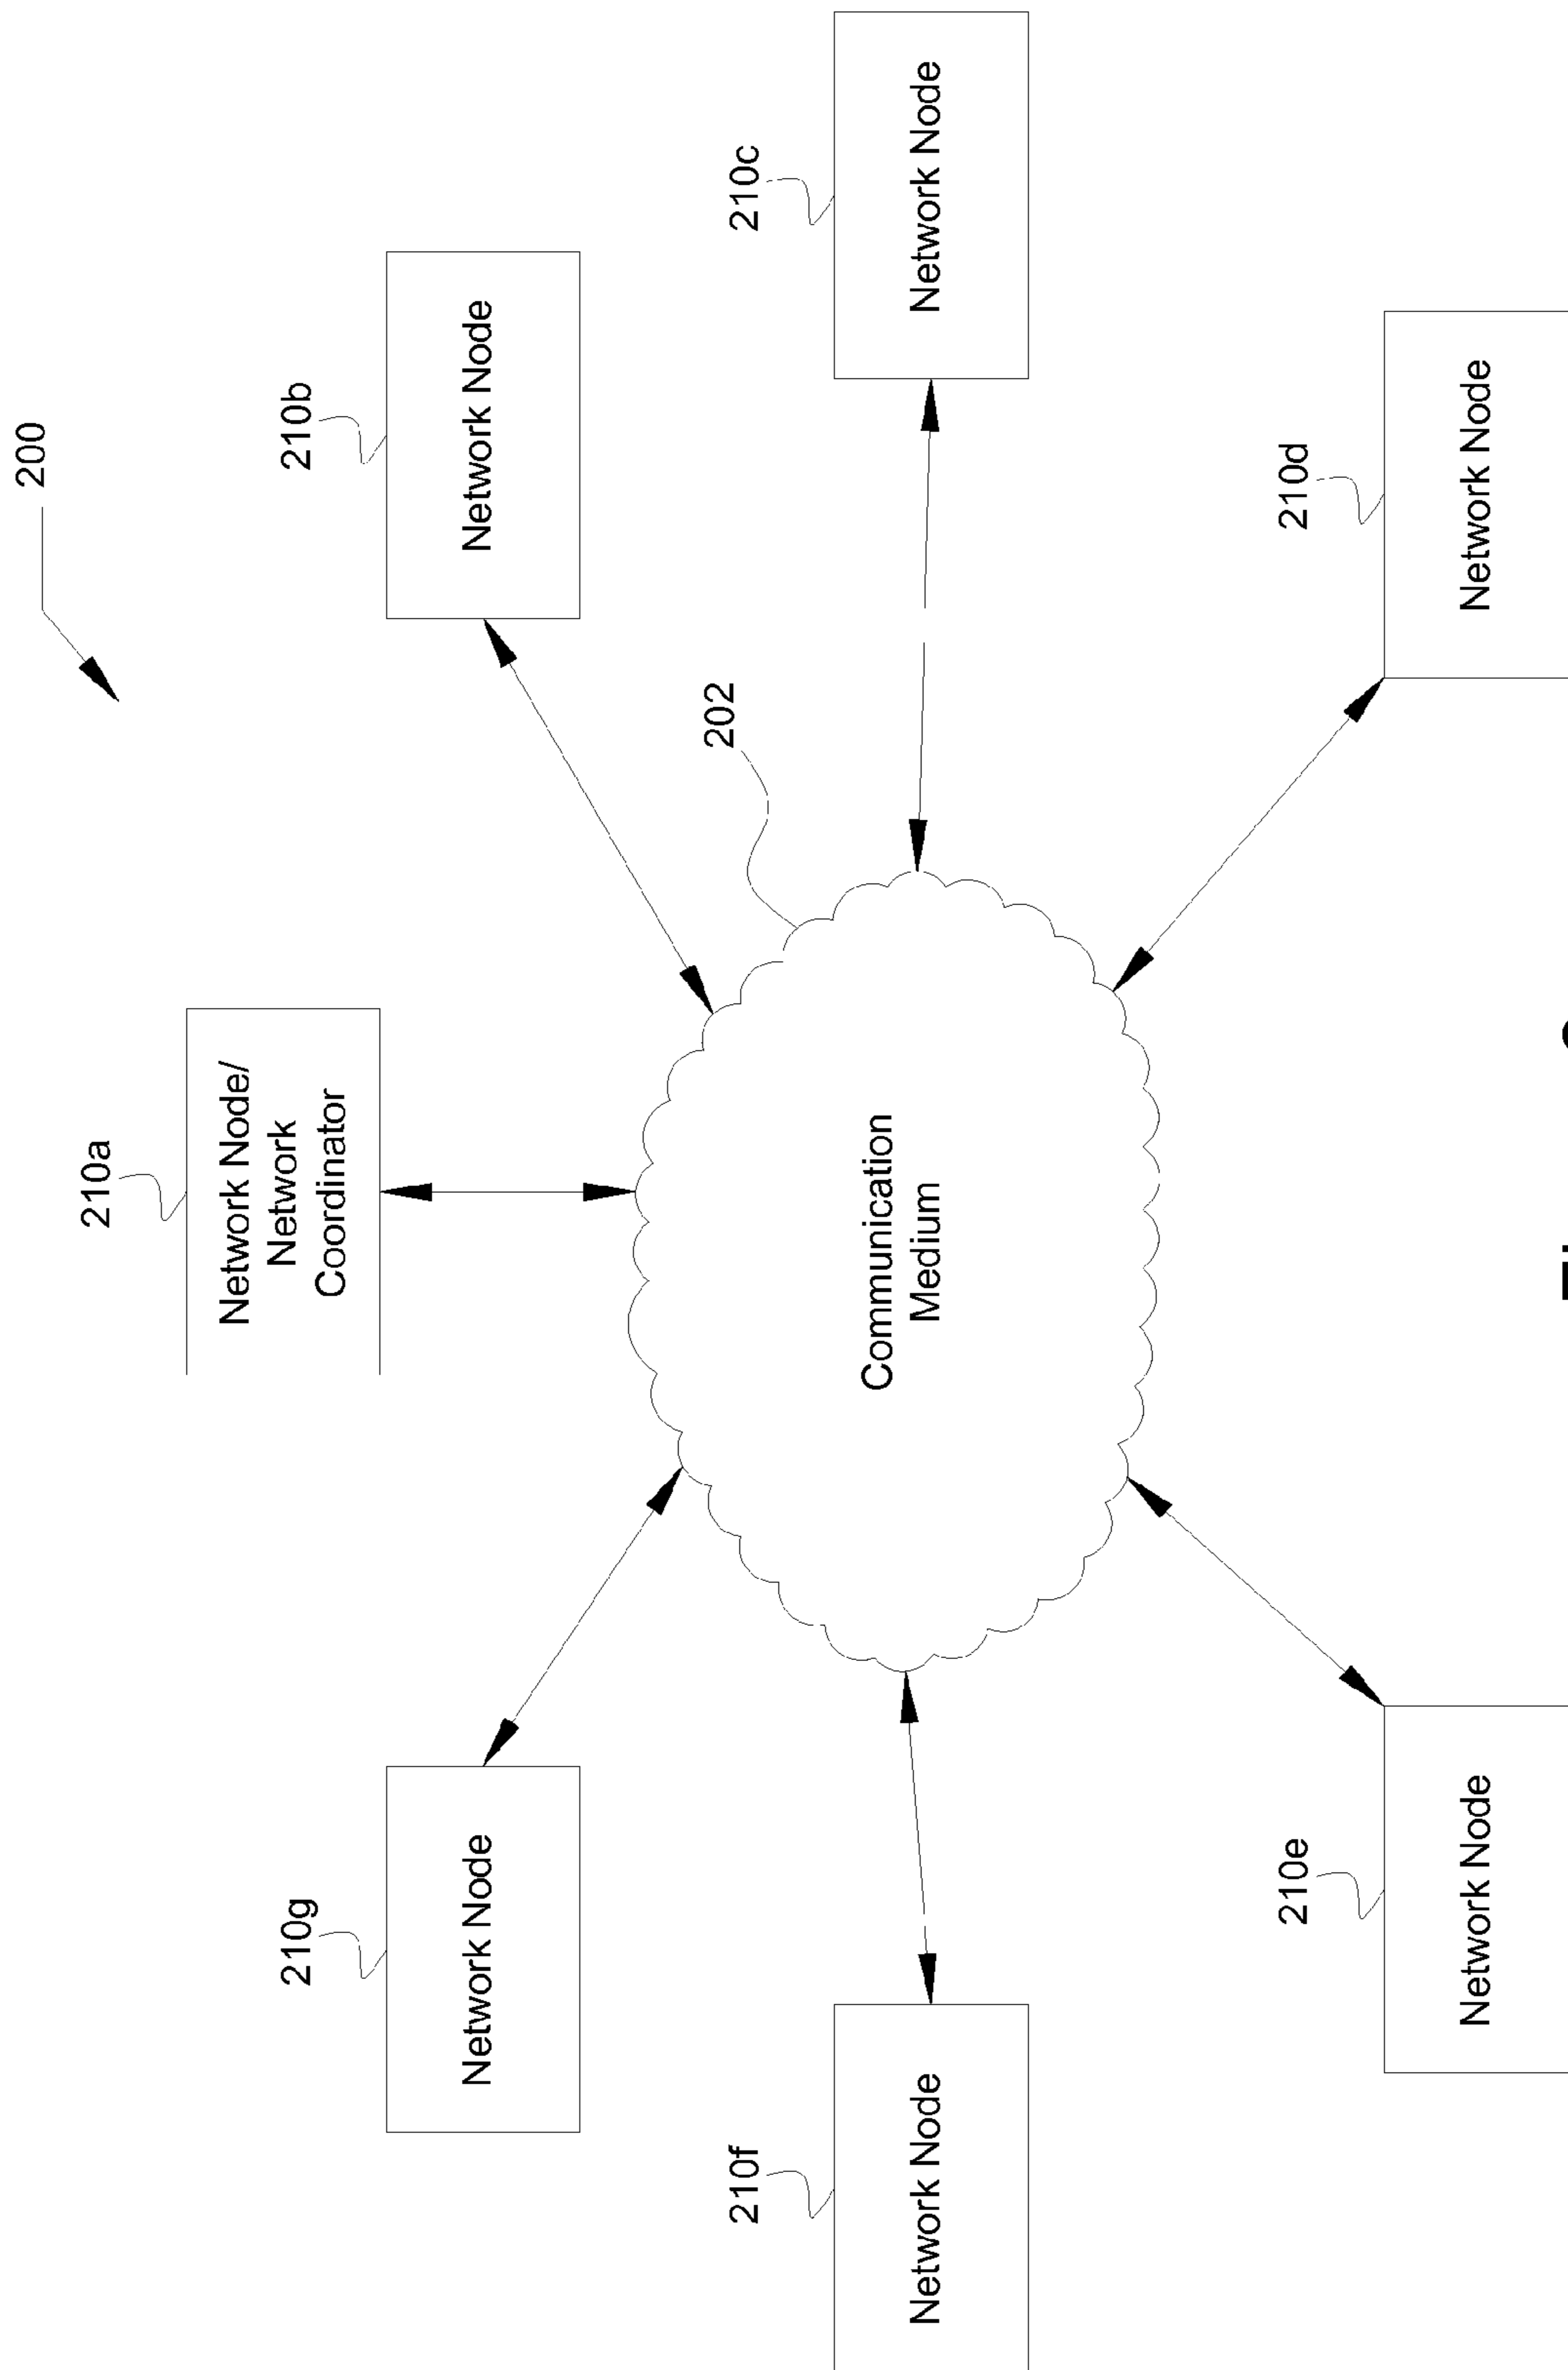 200
210a
Network Node/
Network
Coordinator
210g
Network Node
210b
Network Node
202
210f
Network Node
Communication
Medium
210c
Network Node
210e
Network Node
210d
Network Node